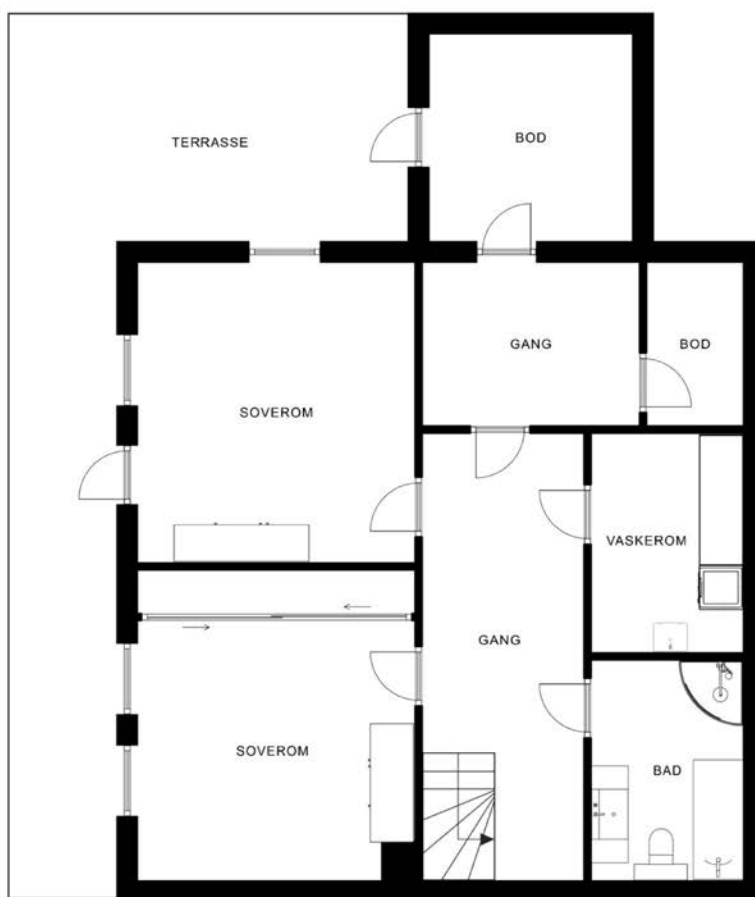 TERRASSE
BOD
GANG
BOD
SOVEROM
VASKEROM
GANG
SOVEROM
BAD